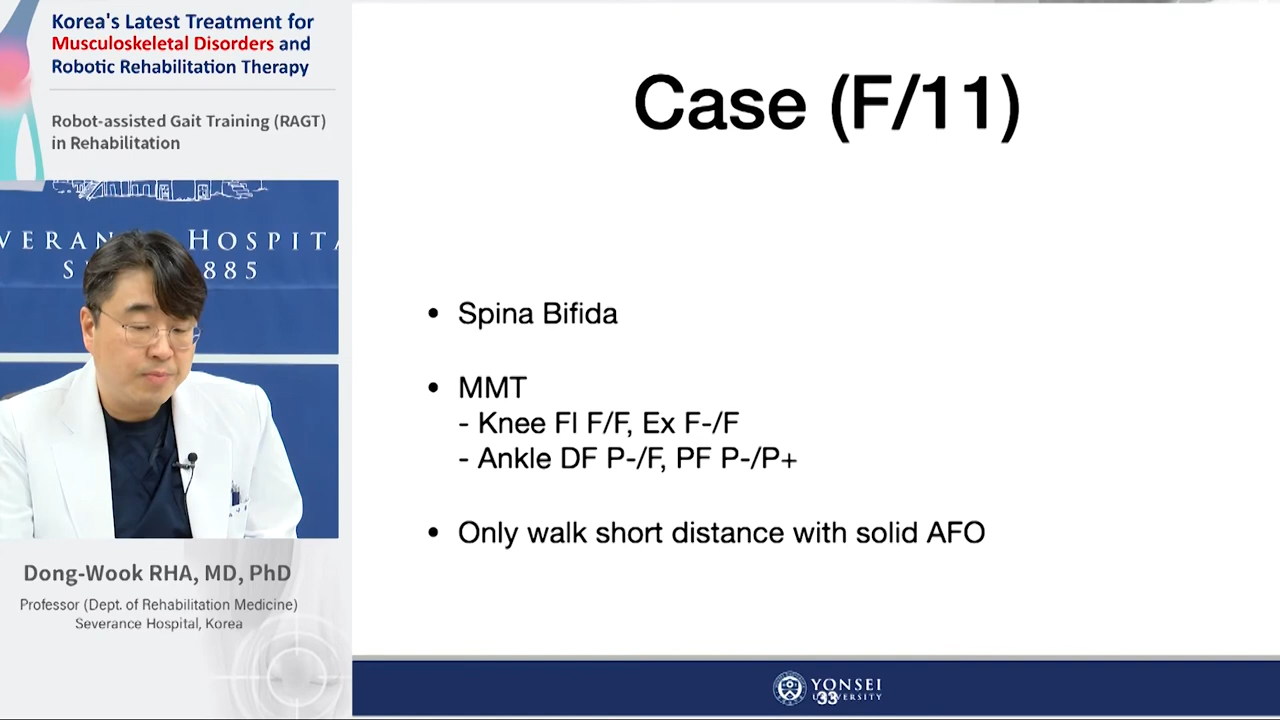 Korea's Latest Treatment for
Musculoskeletal Disorders and
Robotic Rehabilitation Therapy
Robot-assisted Gait Training (RAGT)
in Rehabilitation
VERAN HOSPITA
S 885
Dong-Wook RHA, MD, PhD
Professor (Dept. of Rehabilitation Medicine)
Severance Hospital, Korea
Case (F/11)
• Spina Bifida
• MMT
- Knee Fl F/F, Ex F-/F
- Ankle DF P-/F, PF P-/P+
• Only walk short distance with solid AFO
YONSEI
33